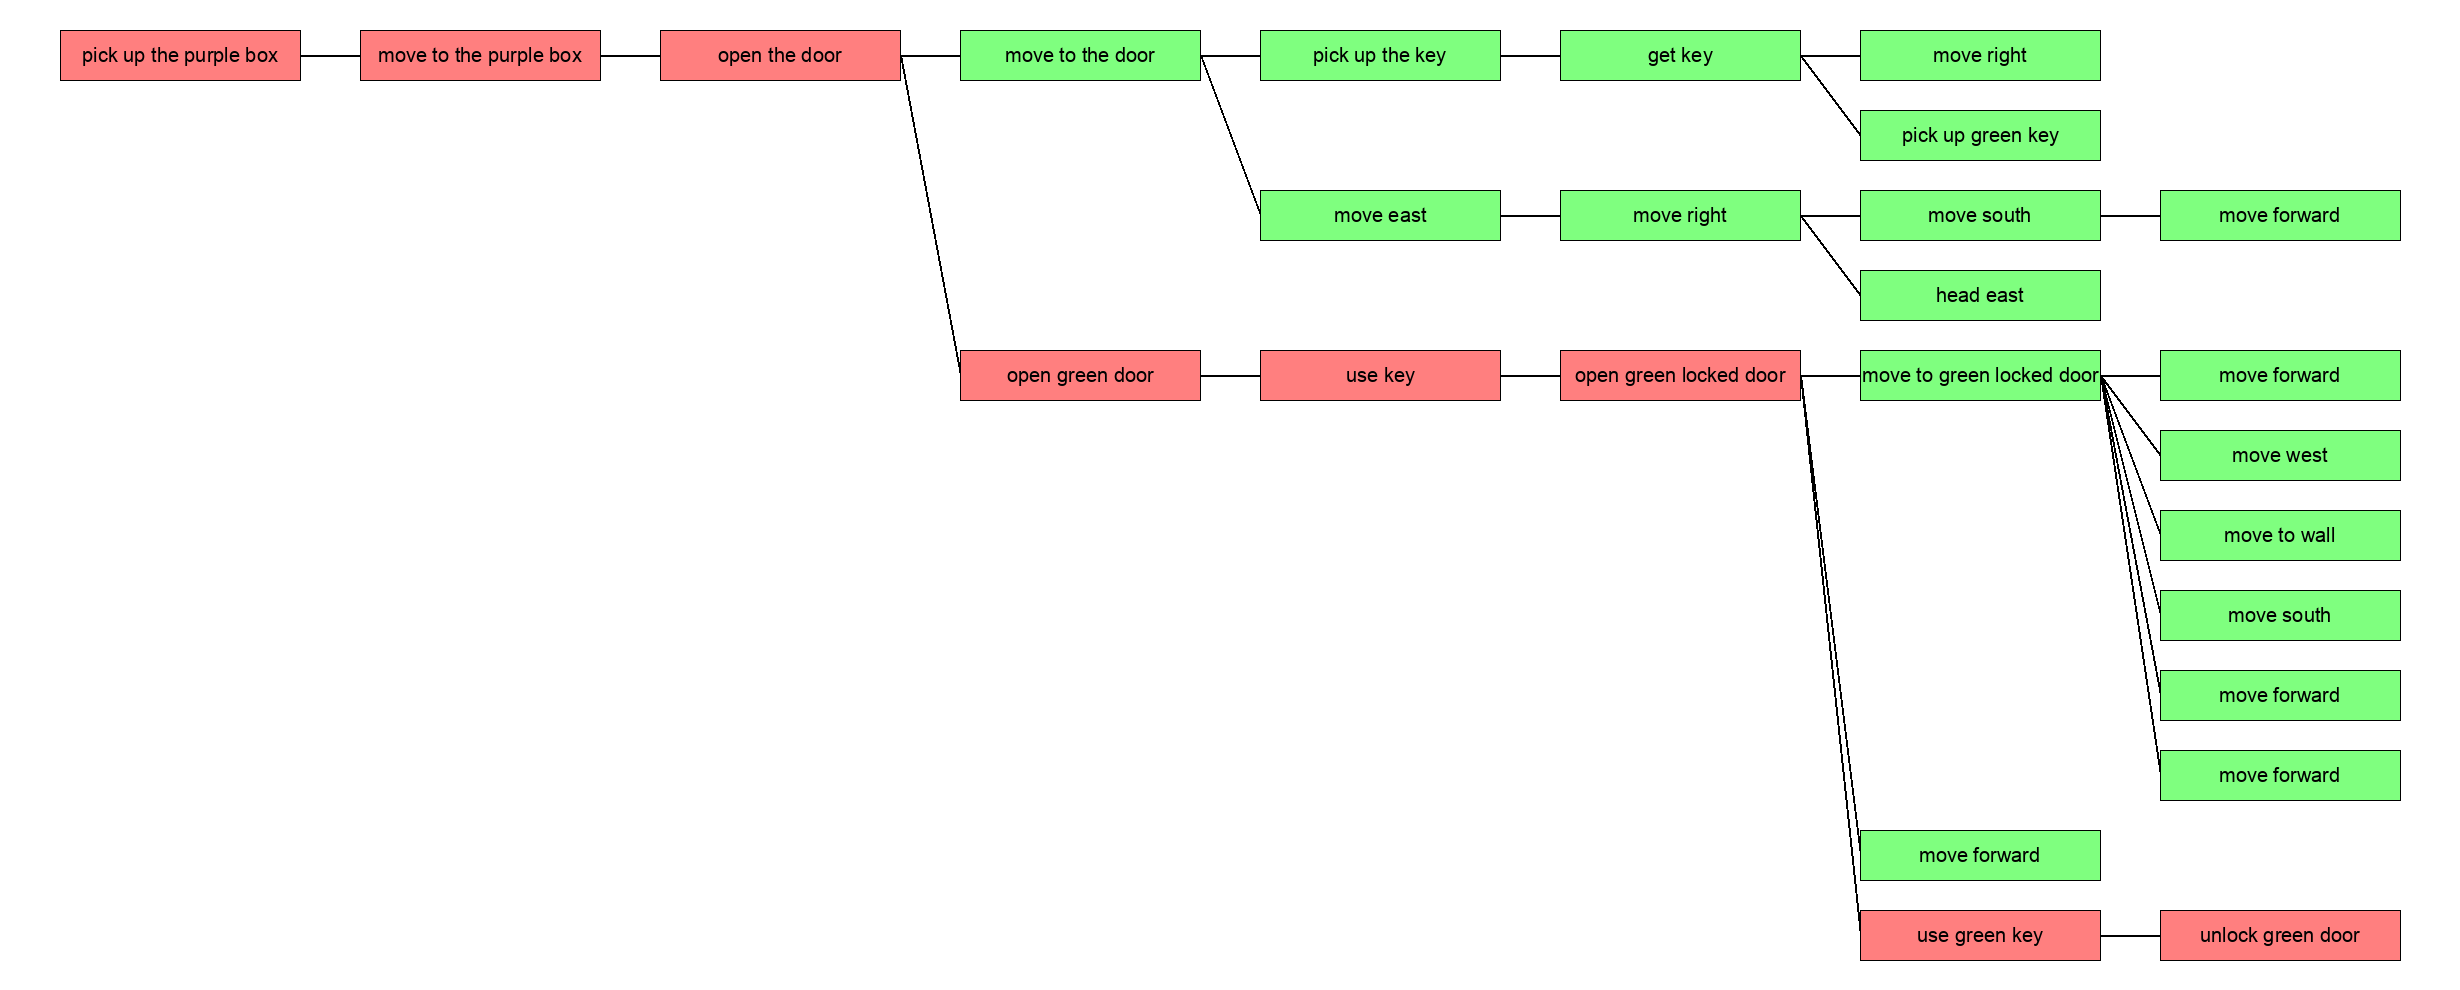 pick up the purple box
move to the purple box
open the door
move to the door
pick up the key
get key
move right
pick up green key
move east
move right
move south
move forward
head east
open green door
use key
open green locked door
move to green locked door
move forward
move west
move to wall
move south
move forward
move forward
move forward
use green key
unlock green door